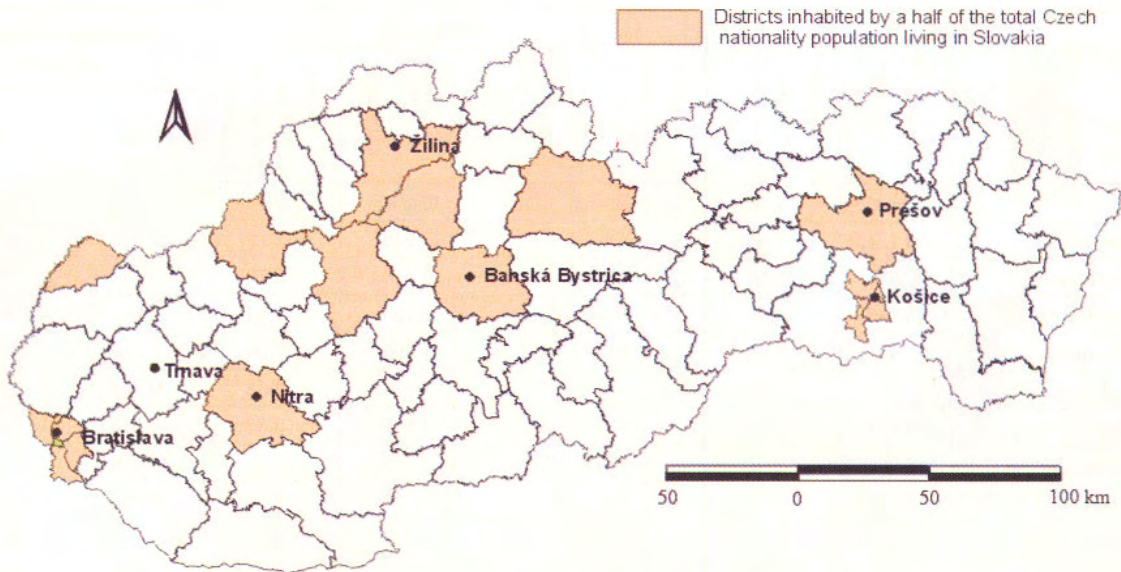 Districts inhabited by a half of the total Czech
nationality population living in Slovakia
Žilina
Prešov
Banská Bystrica
Košice
Trnava
Nitra
Bratislava
50 0 50 100 km